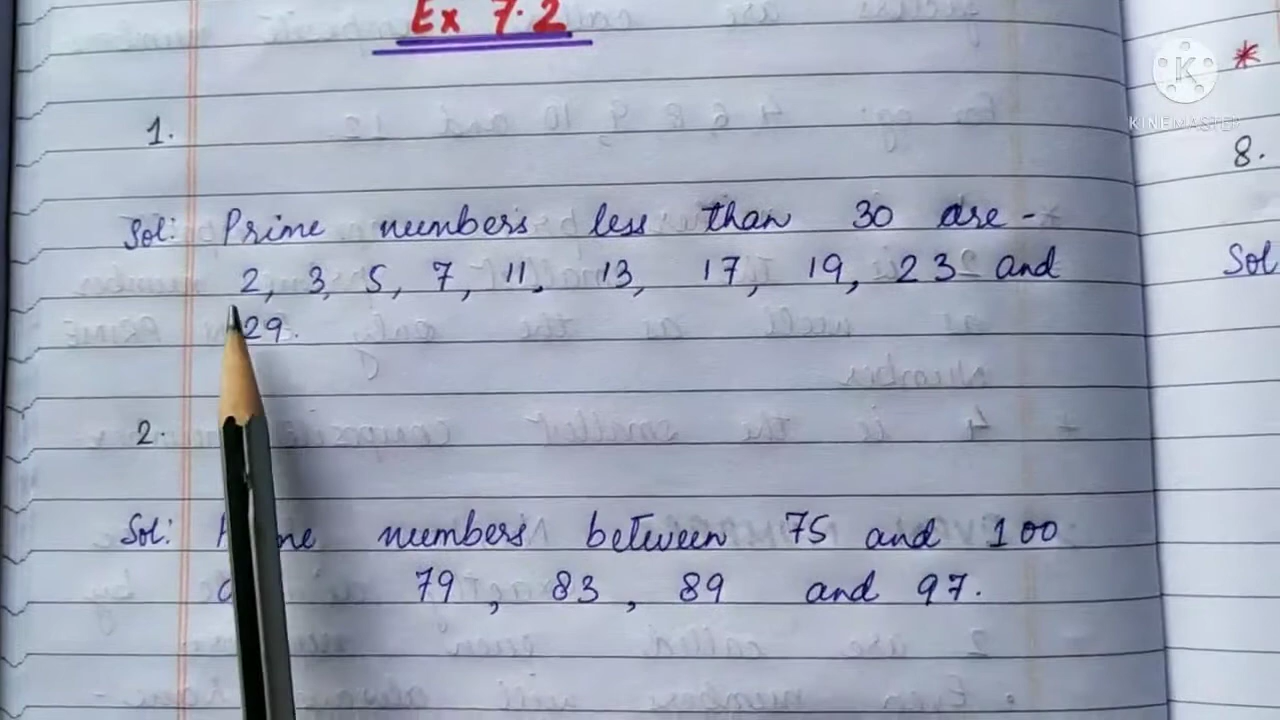 Ex 7.2
1.
Sol: Prime numbers less than 30 are -
2, 3, 5, 7, 11, 13, 17, 19, 23 and
29.
2.
Sol: numbers between 75 and 100
79, 83, 89 and 97.
*
8.
Sol
KINEMASTER